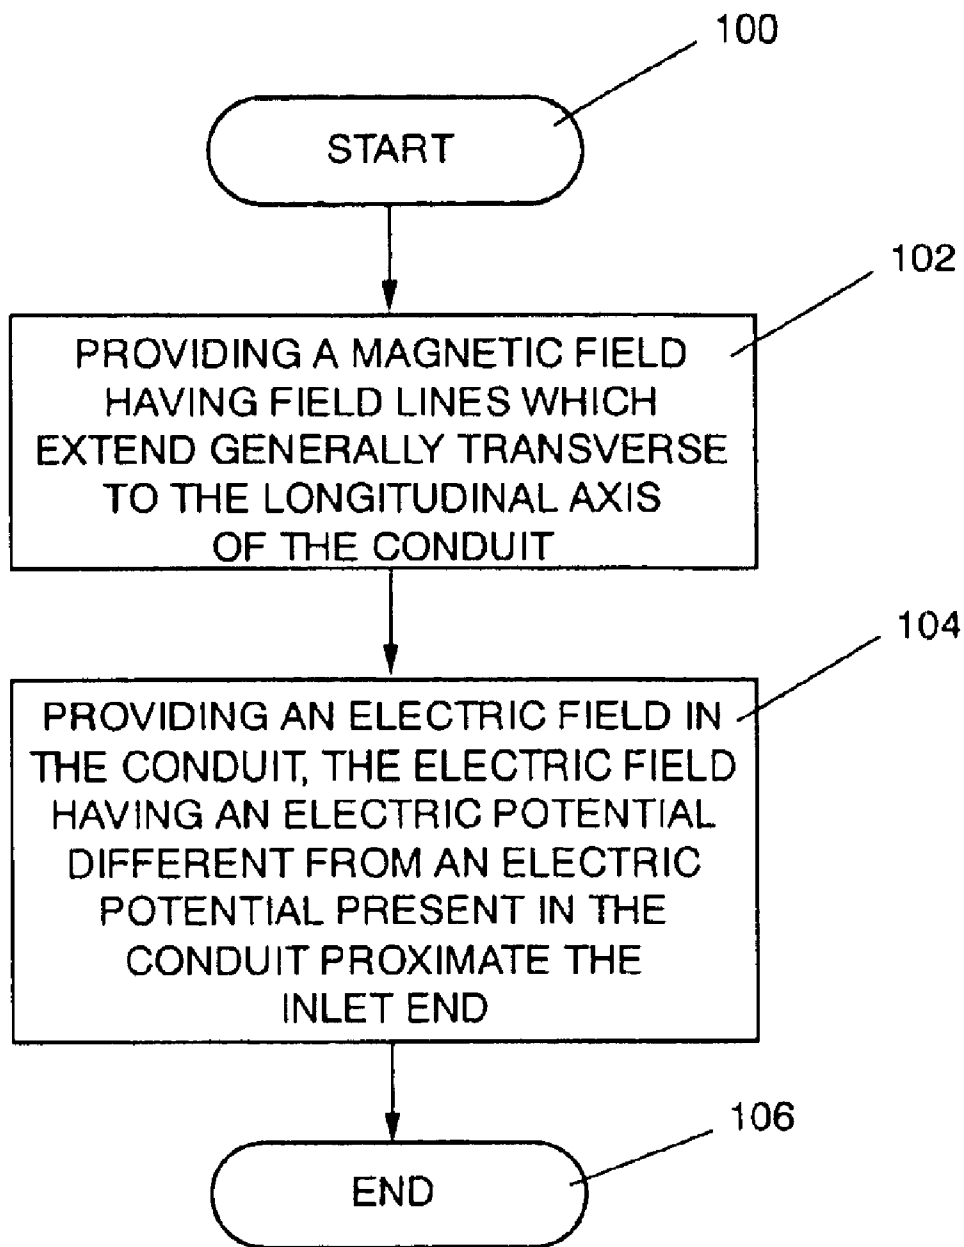 100
START
102
PROVIDING A MAGNETIC FIELD
HAVING FIELD LINES WHICH
EXTEND GENERALLY TRANSVERSE
TO THE LONGITUDINAL AXIS
OF THE CONDUIT
104
PROVIDING AN ELECTRIC FIELD IN
THE CONDUIT, THE ELECTRIC FIELD
HAVING AN ELECTRIC POTENTIAL
DIFFERENT FROM AN ELECTRIC
POTENTIAL PRESENT IN THE
CONDUIT PROXIMATE THE
INLET END
106
END